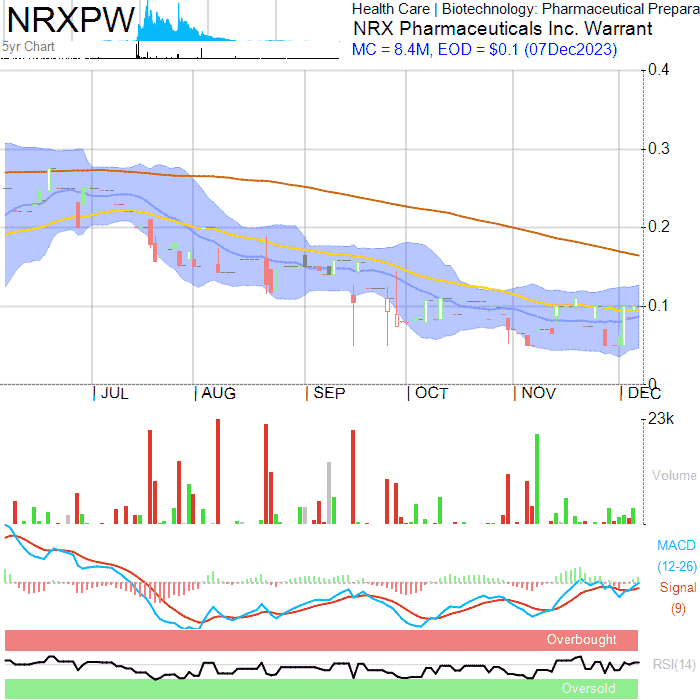 NRXPW
5yr Chart
Health Care | Biotechnology: Pharmaceutical Prepara
NRX Pharmaceuticals Inc. Warrant
MC = 8.4M, EOD = $0.1 (07Dec2023)
0.4
0.3
0.2
0.1
0
JUL AUG SEP OCT NOV DEC
23k
Volume
MACD
(12-26)
Signal
(9)
Overbought
RSI(14)
Oversold